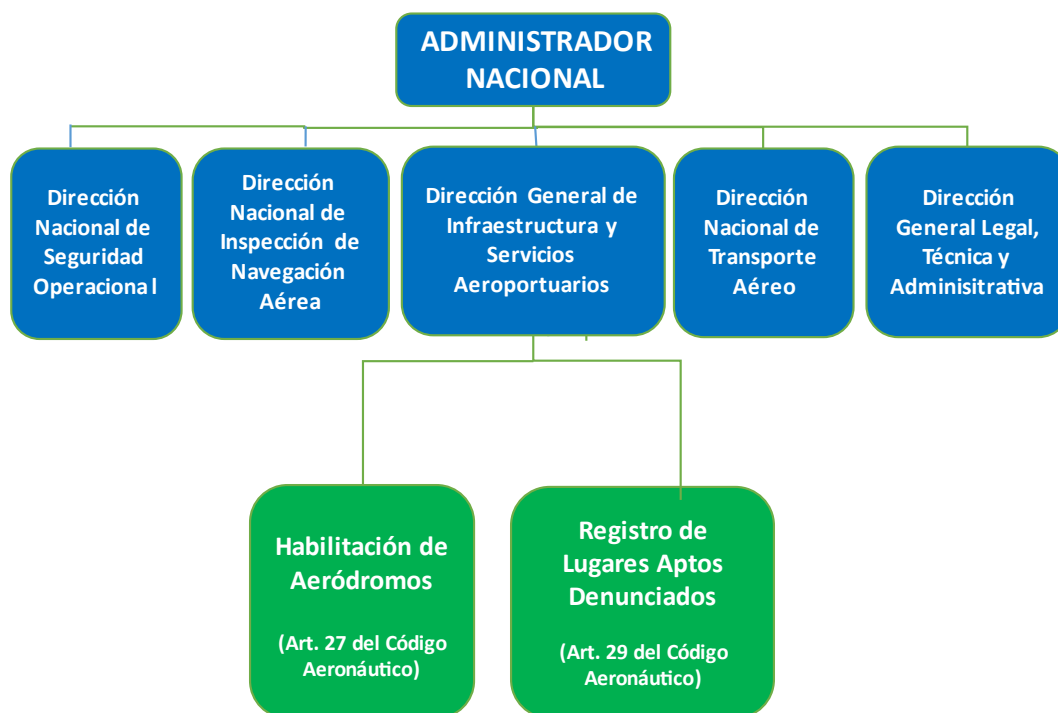 ADMINISTRADOR
NACIONAL
Dirección
Nacional de
Seguridad
Operacional
Dirección
Nacional de
Inspección de
Navegación
Aérea
Dirección General de
Infraestructura y
Servicios
Aeroportuarios
Dirección
Nacional de
Transporte
Aéreo
Dirección
General Legal,
Técnica y
Adminisitrativa
Habilitación de
Aeródromos
(Art. 27 del Código
Aeronáutico)
Registro de
Lugares Aptos
Denunciados
(Art. 29 del Código
Aeronáutico)